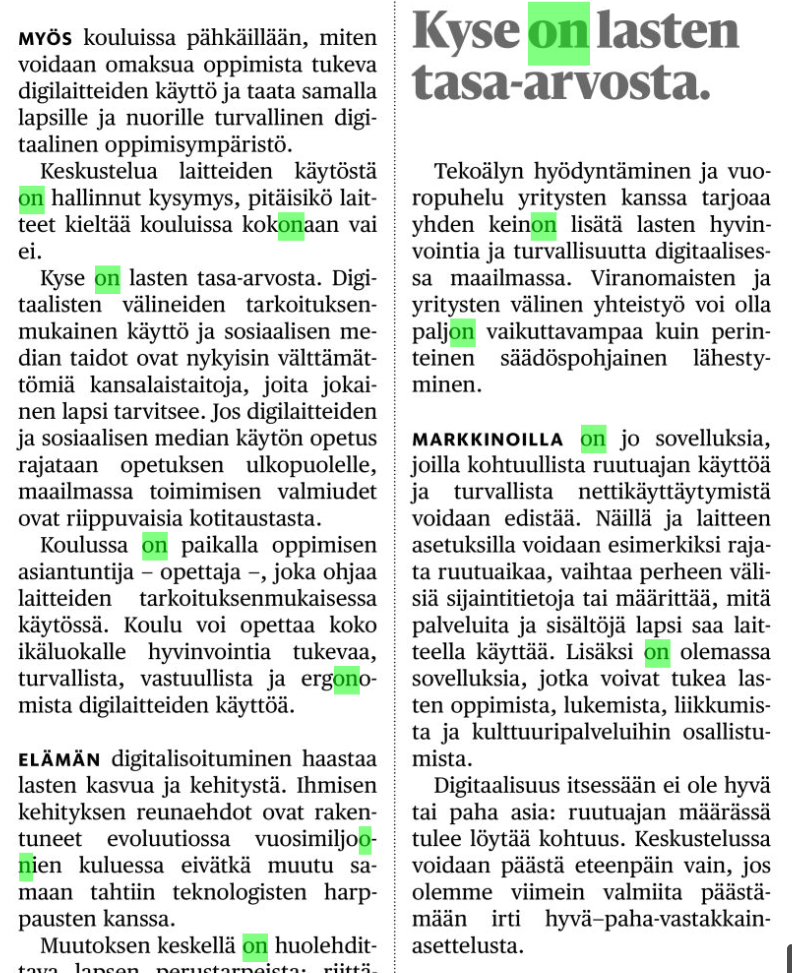 MYÖS kouluissa pähkäillään, miten
voidaan omaksua oppimista tukeva
digilaitteiden käyttö ja taata samalla
lapsille ja nuorille turvallinen digi-
taalinen oppimisympäristö.
Keskustelua laitteiden käytöstä
on hallinnut kysymys, pitäisikö lait-
teet kieltää kouluissa kokonaan vai
ei.
Kyse on lasten tasa-arvosta. Digi-
taalisten välineiden tarkoituksen-
mukainen käyttö ja sosiaalisen me-
dian taidot ovat nykyisin välttämät-
tömiä kansalaistaitoja, joita jokai-
nen lapsi tarvitsee. Jos digilaitteiden
ja sosiaalisen median käytön opetus
rajataan opetuksen ulkopuolelle,
maailmassa toimimisen valmiudet
ovat riippuvaisia kotitaustasta.
Koulussa on paikalla oppimisen
asiantuntija – opettaja –, joka ohjaa
laitteiden tarkoituksenmukaisessa
käytössä. Koulu voi opettaa koko
ikäluokalle hyvinvointia tukevaa,
turvallista, vastuullista ja ergono-
mista digilaitteiden käyttöä.
ELÄMÄN digitalisoituminen haastaa
lasten kasvua ja kehitystä. Ihmisen
kehityksen reunaehdot ovat raken-
tuneet evoluutiossa vuosimiljoo-
nien kuluessa eivätkä muutu sa-
maan tahtiin teknologisten harp-
pausten kanssa.
Muutoksen keskellä on huolehdit-
tava lapsen perustarpeista: riittä-
Kyse on lasten
tasa-arvosta.
Tekoälyn hyödyntäminen ja vuo-
ropuhelu yritysten kanssa tarjoaa
yhden keinon lisätä lasten hyvin-
vointia ja turvallisuutta digitaalises-
sa maailmassa. Viranomaisten ja
yritysten välinen yhteistyö voi olla
paljon vaikuttavampaa kuin perin-
teinen säädöspohjainen lähesty-
minen.
MARKKINOILLA on jo sovelluksia,
joilla kohtuullista ruutuajan käyttöä
ja turvallista nettikäyttäytymistä
voidaan edistää. Näillä ja laitteen
asetuksilla voidaan esimerkiksi raja-
ta ruutuaikaa, vaihtaa perheen väli-
siä sijaintitietoja tai määrittää, mitä
palveluita ja sisältöjä lapsi saa lait-
teella käyttää. Lisäksi on olemassa
sovelluksia, jotka voivat tukea las-
ten oppimista, lukemista, liikkumis-
ta ja kulttuuripalveluihin osallistu-
mista.
Digitaalisuus itsessään ei ole hyvä
tai paha asia: ruutuajan määrässä
tulee löytää kohtuus. Keskustelussa
voidaan päästä eteenpäin vain, jos
olemme viimein valmiita päästä-
mään irti hyvä–paha-vastakkain-
asettelusta.